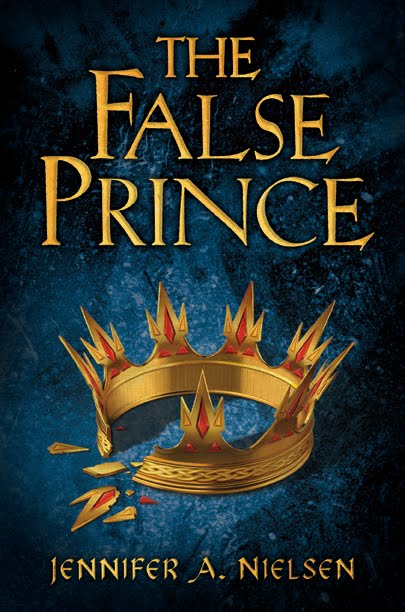 THE
FALSE
PRINCE
JENNIFER A. NIELSEN